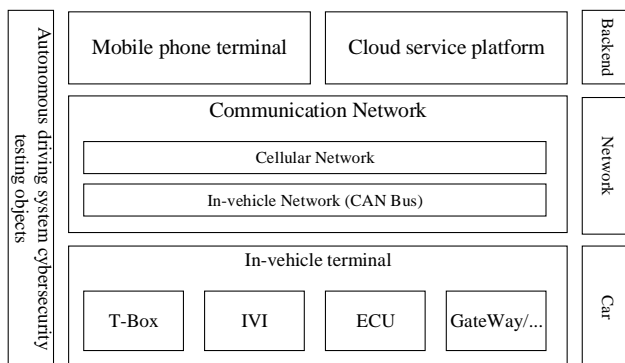 Autonomous driving system cybersecurity
testing objects
Mobile phone terminal
Cloud service platform
Backend
Communication Network
Cellular Network
In-vehicle Network (CAN Bus)
Network
In-vehicle terminal
T-Box
IVI
ECU
GateWay/...
Car